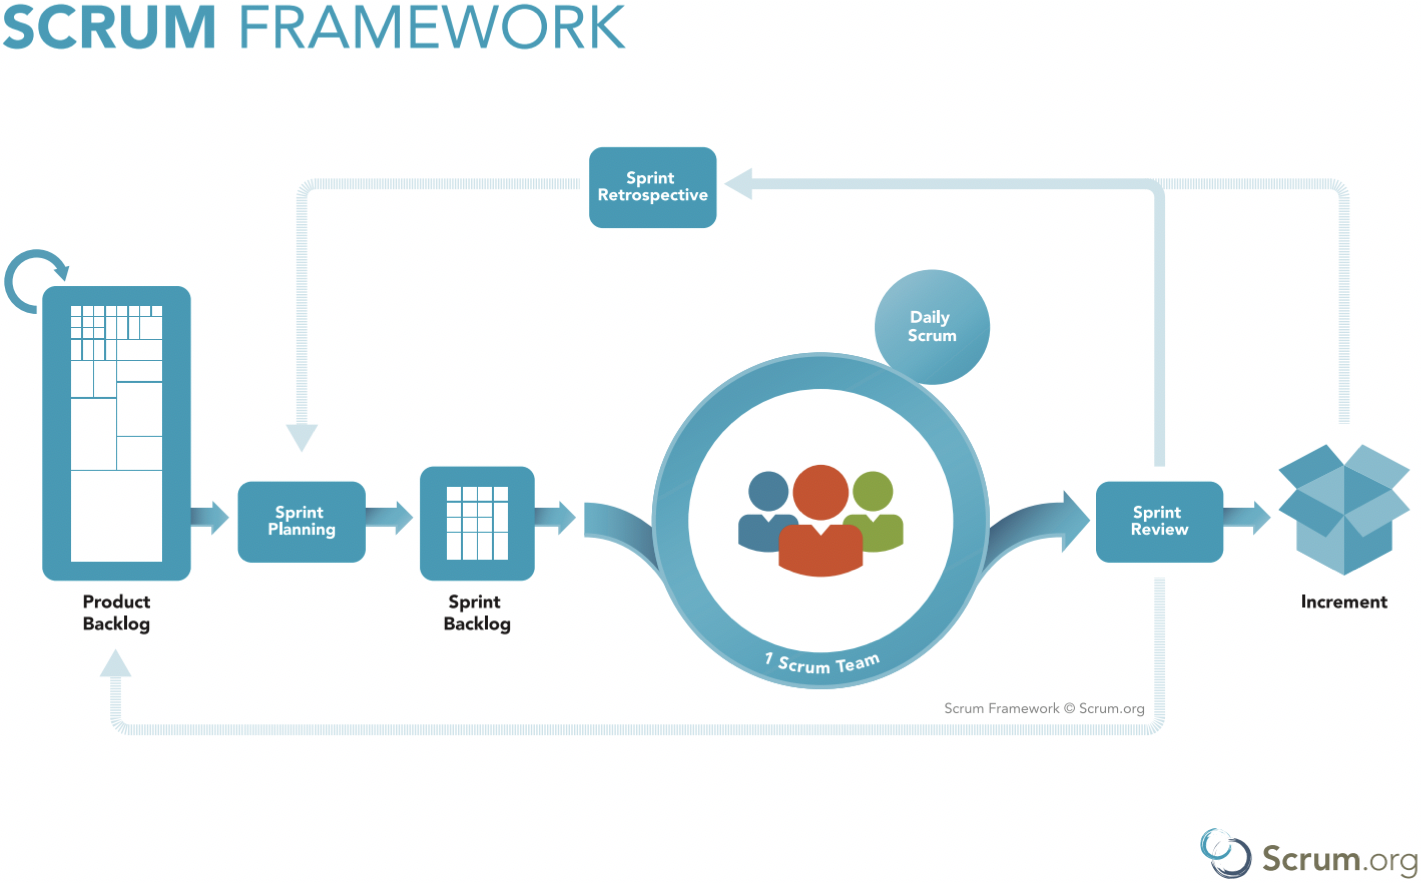 SCRUM FRAMEWORK
Sprint
Retrospective
Daily
Scrum
Sprint
Planning
Sprint
Review
Product
Backlog
Sprint
Backlog
Increment
1 Scrum Team
Scrum Framework © Scrum.org
Scrum.org